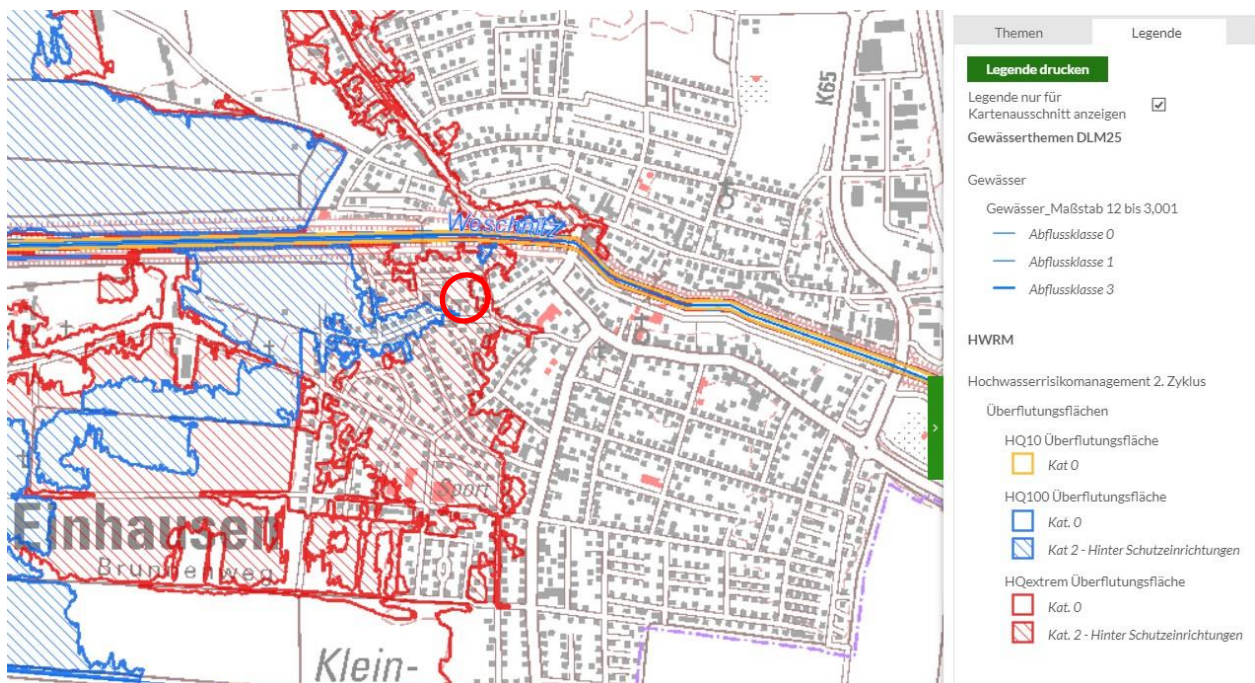 K65
Weschnitz
Sport
Einhausen
Brunnenweg
Klein-
Themen
Legende
Legende drucken
Legende nur für
Kartenausschnitt anzeigen
Gewässerthemen DLM25
Gewässer
Gewässer_Maßstab 12 bis 3,001
Abflussklasse 0
Abflussklasse 1
Abflussklasse 3
HWRM
Hochwasserrisikomanagement 2. Zyklus
Überflutungsflächen
HQ10 Überflutungsfläche
Kat 0
HQ100 Überflutungsfläche
Kat. 0
Kat 2 - Hinter Schutzeinrichtungen
HQextrem Überflutungsfläche
Kat. 0
Kat. 2 - Hinter Schutzeinrichtungen